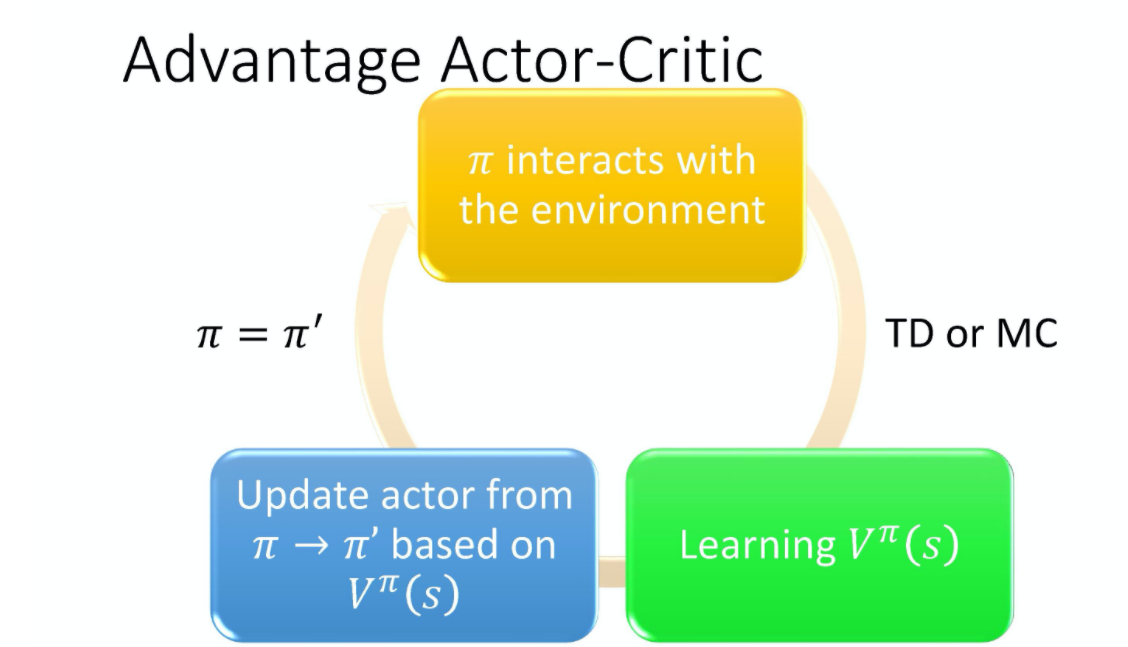 Advantage Actor-Critic
π interacts with
the environment
π = π′
TD or MC
Update actor from
π → π’ based on
V^π(s)
Learning V^π(s)